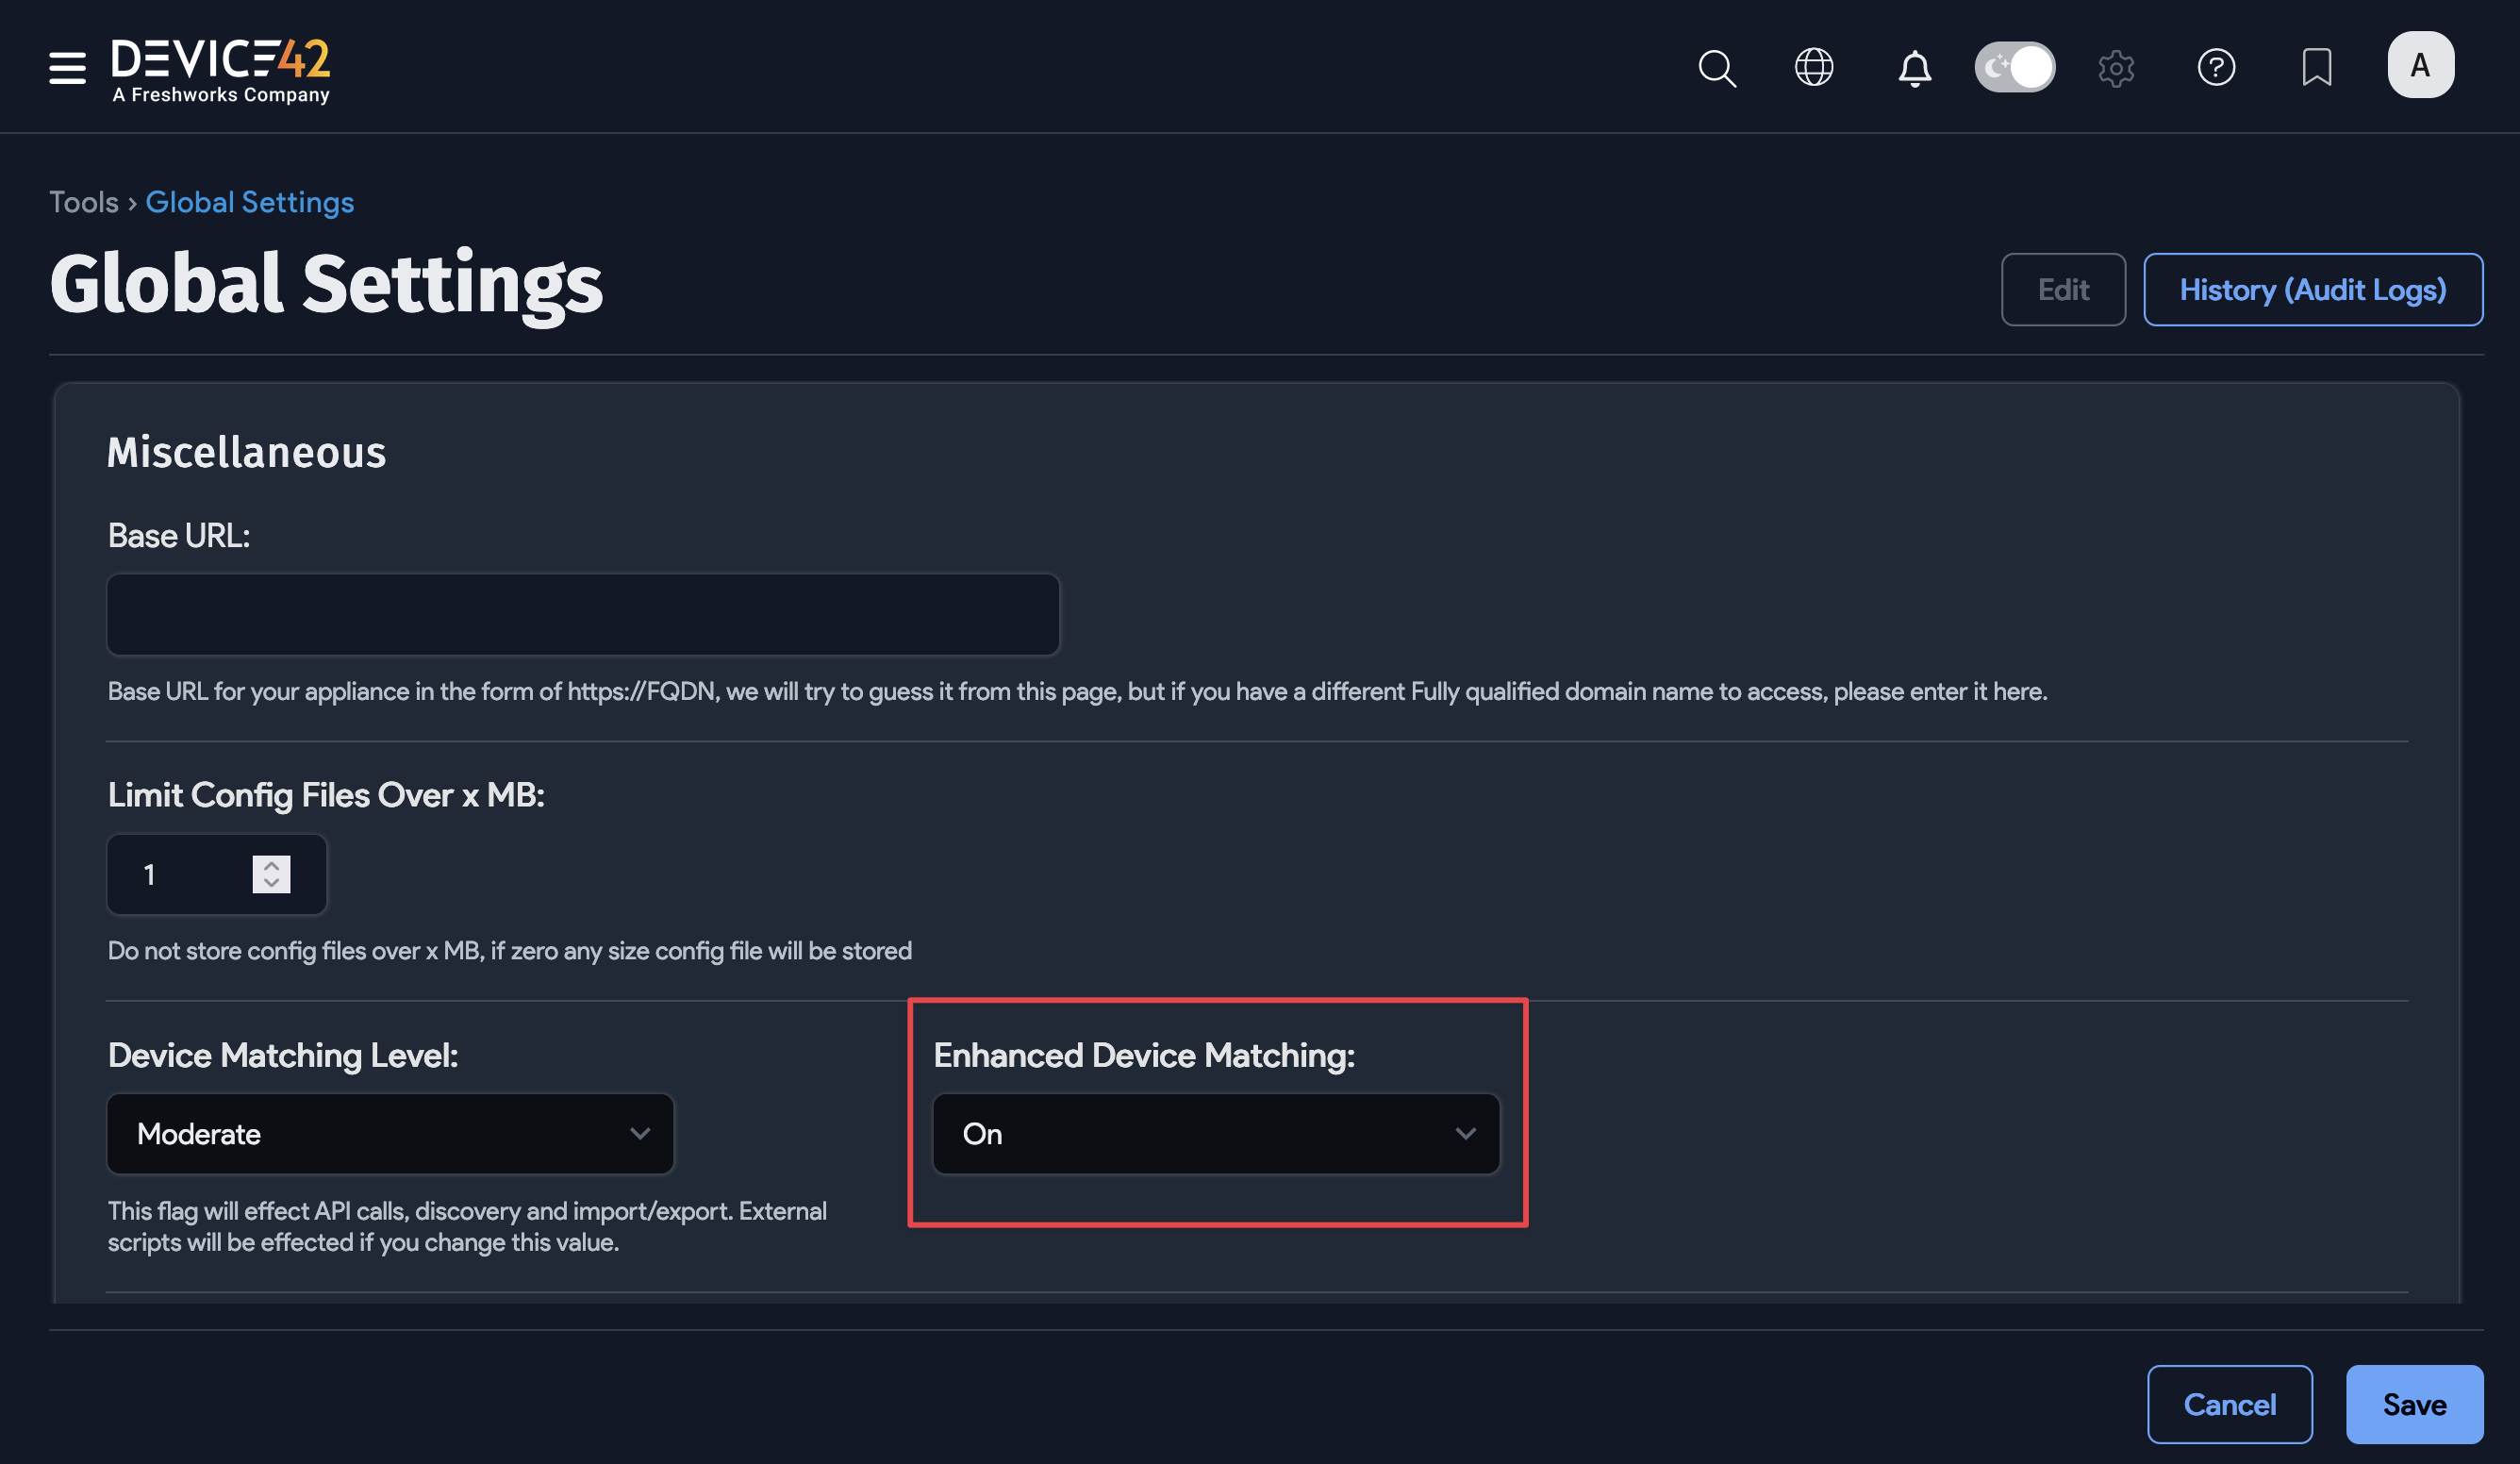 DEVICE42
A Freshworks Company
A
Tools › Global Settings
Global Settings
Edit
History (Audit Logs)
Miscellaneous
Base URL:
Base URL for your appliance in the form of https://FQDN, we will try to guess it from this page, but if you have a different Fully qualified domain name to access, please enter it here.
Limit Config Files Over x MB:
1
Do not store config files over x MB, if zero any size config file will be stored
Device Matching Level:
Enhanced Device Matching:
Moderate
On
This flag will effect API calls, discovery and import/export. External
scripts will be effected if you change this value.
Cancel
Save